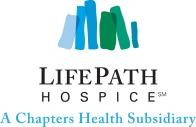 LIFEPATH
HOSPICE℠
A Chapters Health Subsidiary